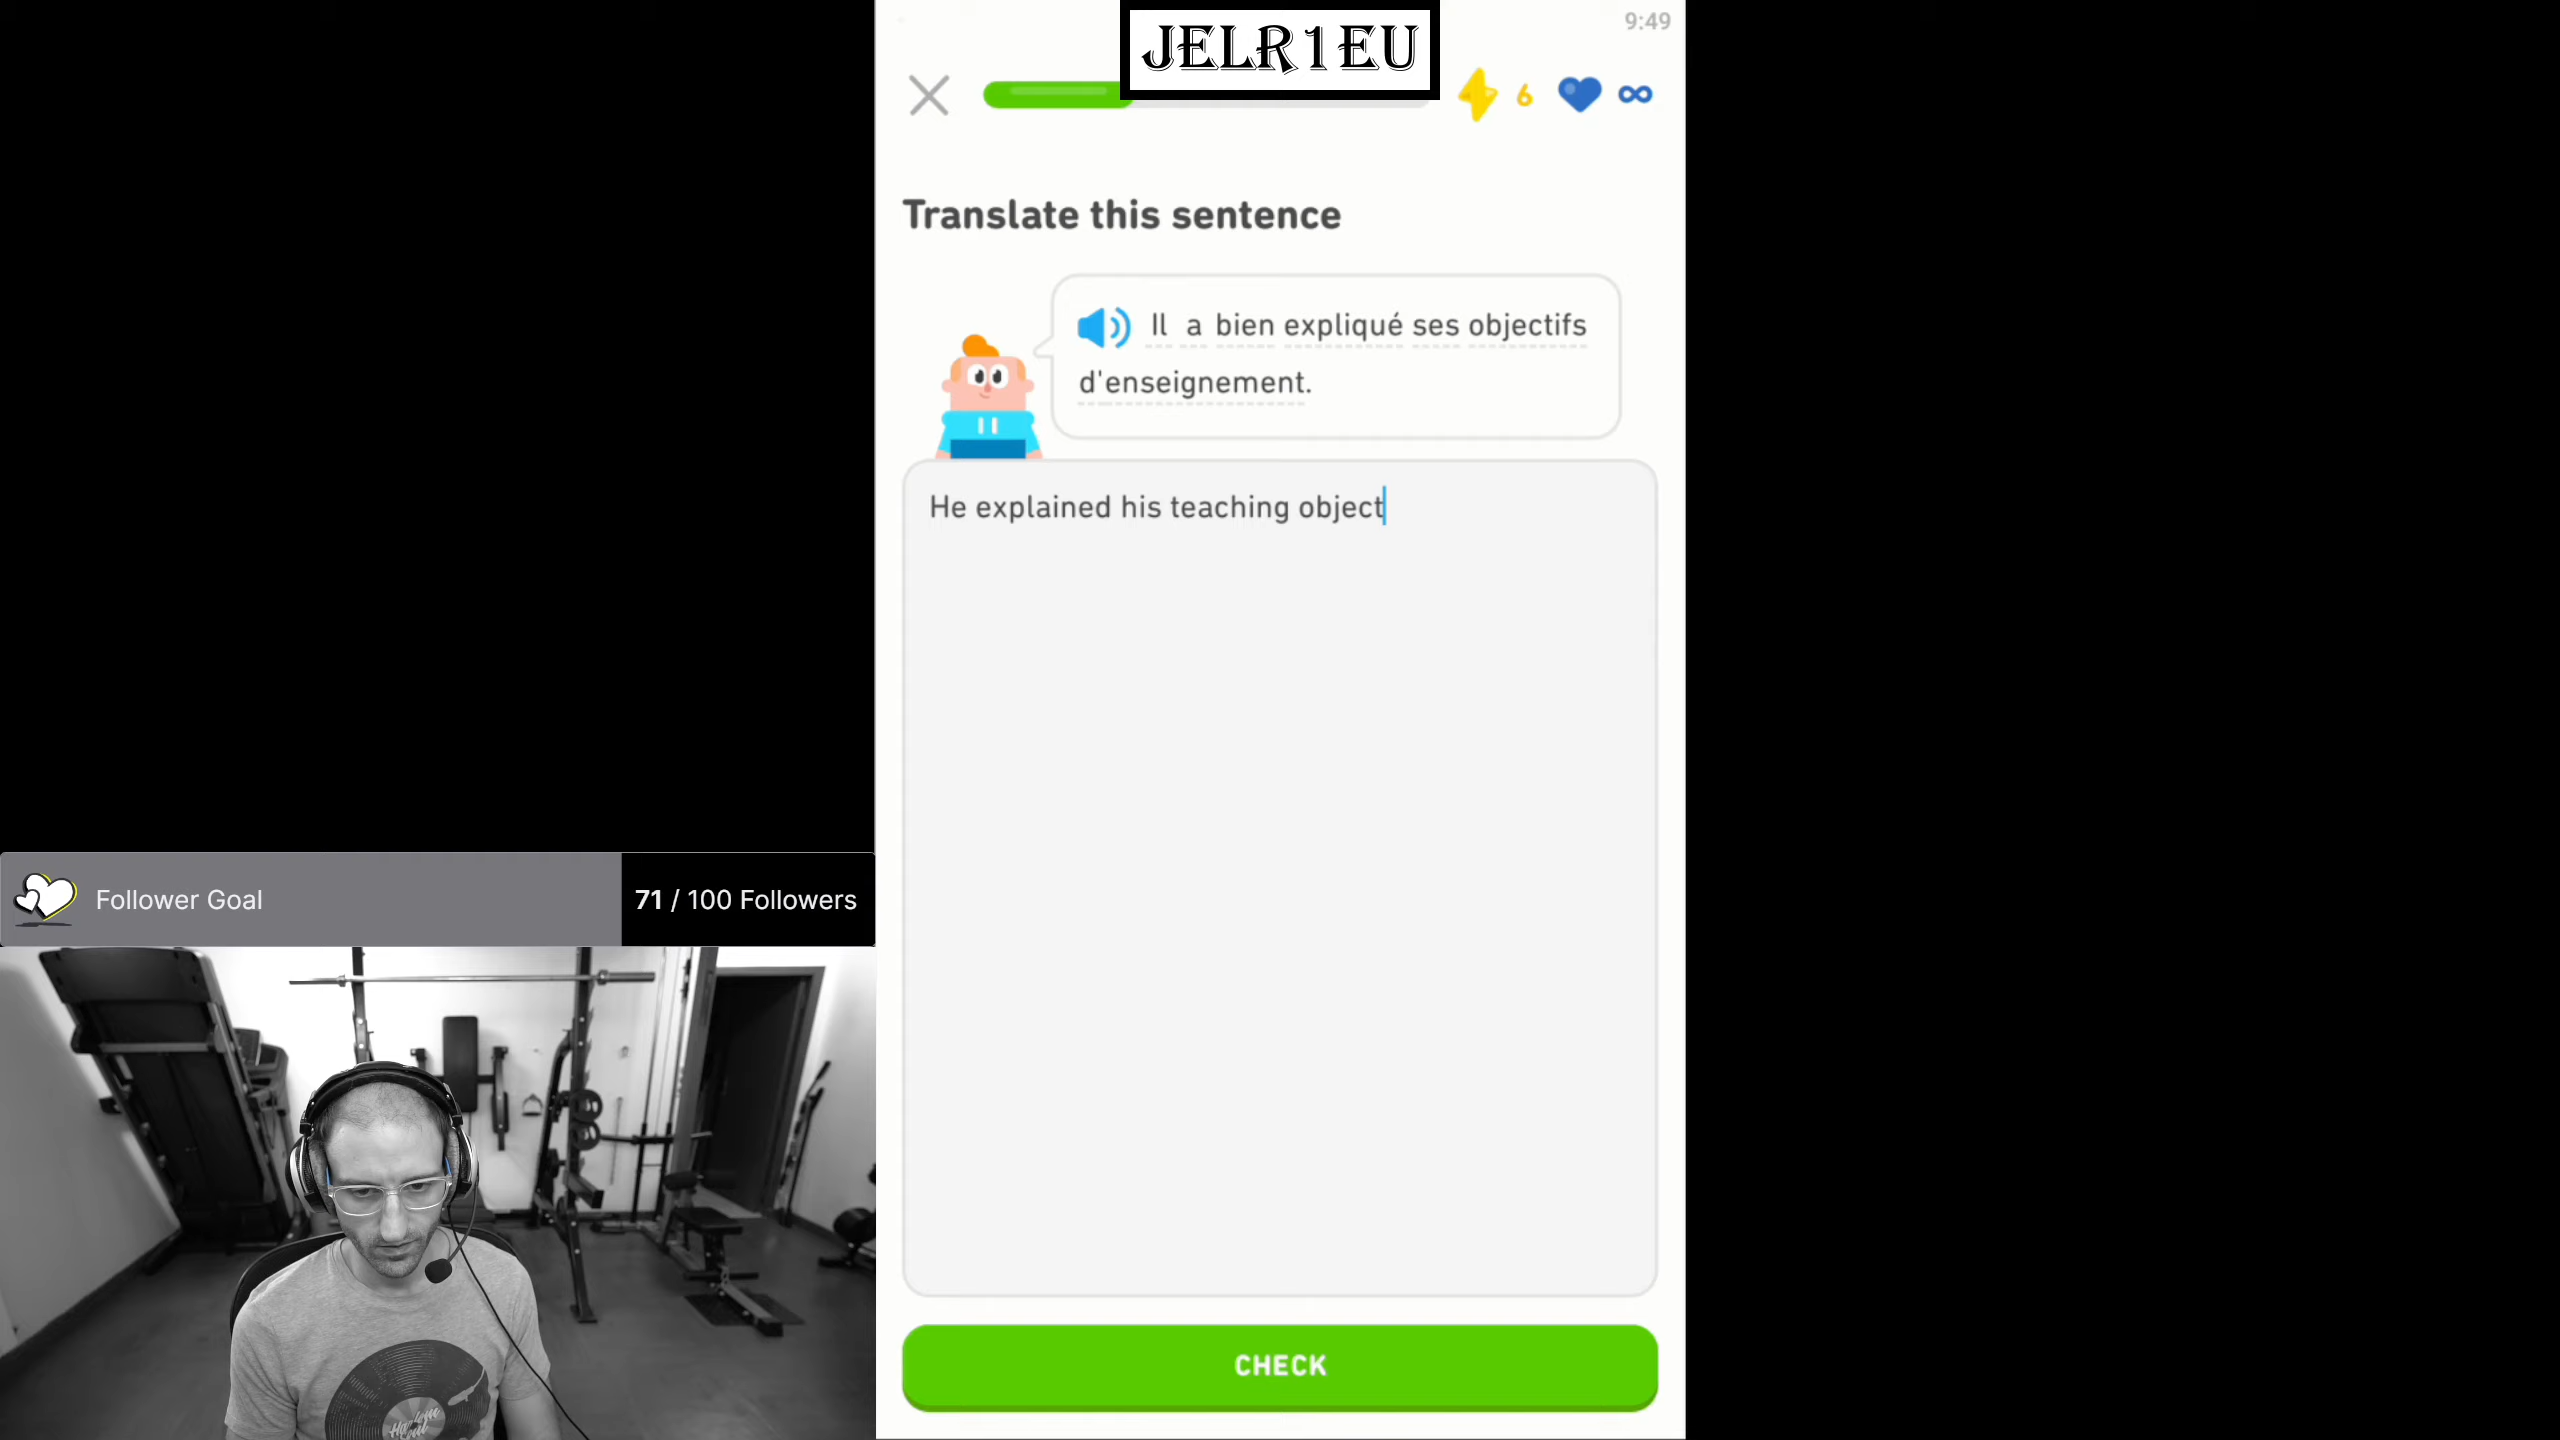 JELR1EU
9:49
6
Translate this sentence
Il a bien expliqué ses objectifs
d'enseignement.
He explained his teaching object
Follower Goal
71 / 100 Followers
CHECK